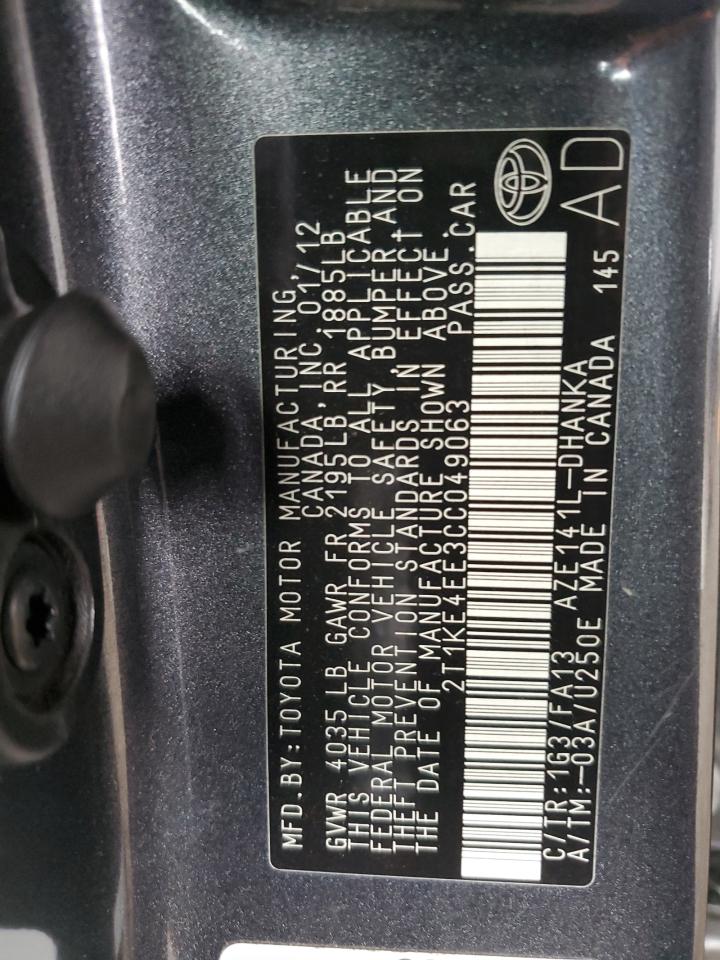 MFD.BY:TOYOTA MOTOR MANUFACTURING,
CANADA, INC. 01/12
GVWR 4035LB GAWR FR 2195LB, RR 1885LB
THIS VEHICLE CONFORMS TO ALL APPLICABLE
FEDERAL MOTOR VEHICLE SAFETY, BUMPER AND
THEFT PREVENTION STANDARDS IN EFFECT ON
THE DATE OF MANUFACTURE SHOWN ABOVE.
2T1KE4EE3CC049063 PASS.CAR
C/TR:1G3/FA13 AZE141L-DHANKA
A/TM:-03A/U250E MADE IN CANADA 145
AD